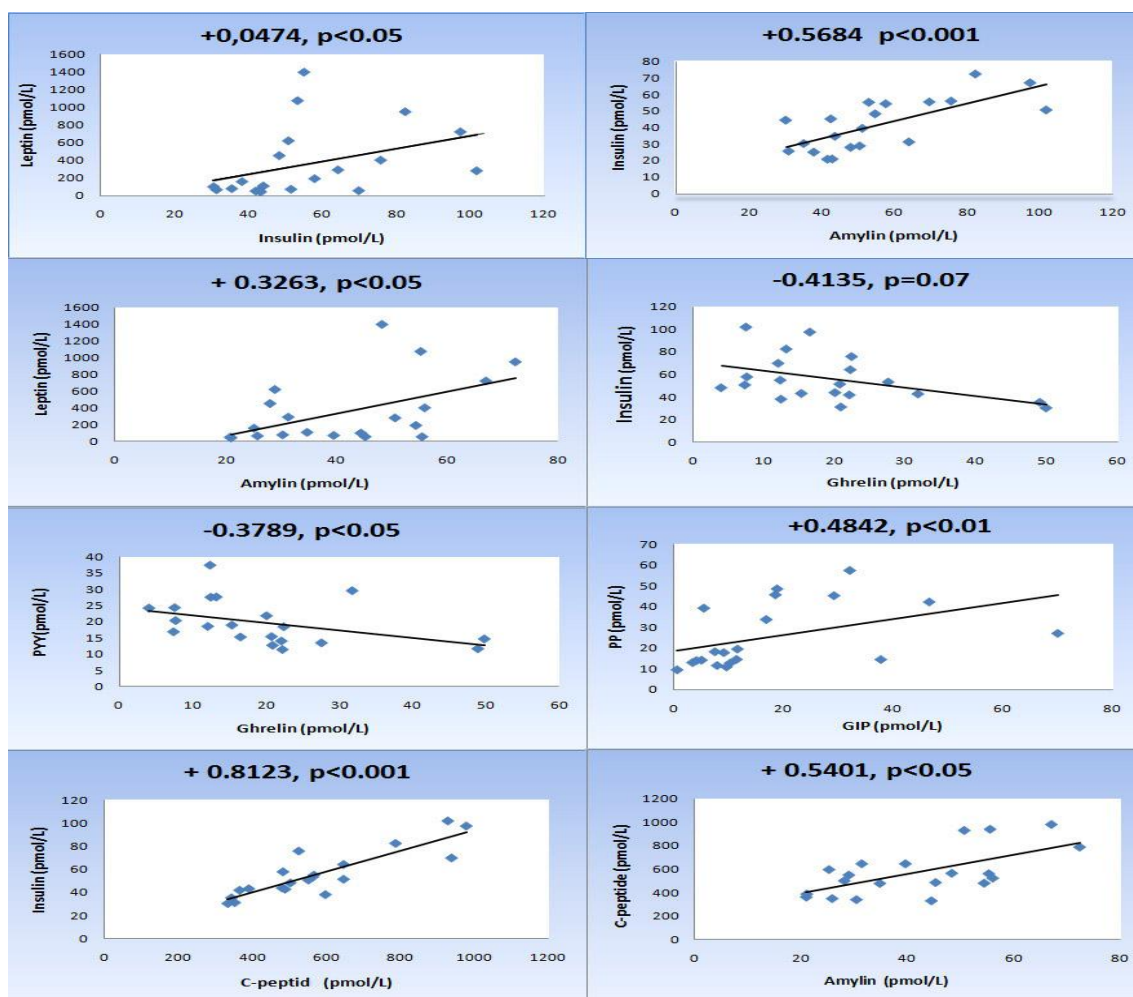 +0,0474, p<0.05
Leptin (pmol/L)
1600
1400
1200
1000
800
600
400
200
0
0 20 40 60 80 100 120
Insulin (pmol/L)
+0.5684 p<0.001
Insulin (pmol/L)
80
70
60
50
40
30
20
10
0
0 20 40 60 80 100 120
Amylin (pmol/L)
+ 0.3263, p<0.05
Leptin (pmol/L)
1600
1400
1200
1000
800
600
400
200
0
0 20 40 60 80
Amylin (pmol/L)
-0.4135, p=0.07
Insulin (pmol/L)
120
100
80
60
40
20
0
0 10 20 30 40 50 60
Ghrelin (pmol/L)
-0.3789, p<0.05
PYY(pmol/L)
40
35
30
25
20
15
10
5
0
0 10 20 30 40 50 60
Ghrelin (pmol/L)
+0.4842, p<0.01
PP (pmol/L)
70
60
50
40
30
20
10
0
0 20 40 60 80
GIP (pmol/L)
+ 0.8123, p<0.001
Insulin (pmol/L)
120
100
80
60
40
20
0
0 200 400 600 800 1000 1200
C-peptid (pmol/L)
+ 0.5401, p<0.05
C-peptide (pmol/L)
1200
1000
800
600
400
200
0
0 20 40 60 80
Amylin (pmol/L)